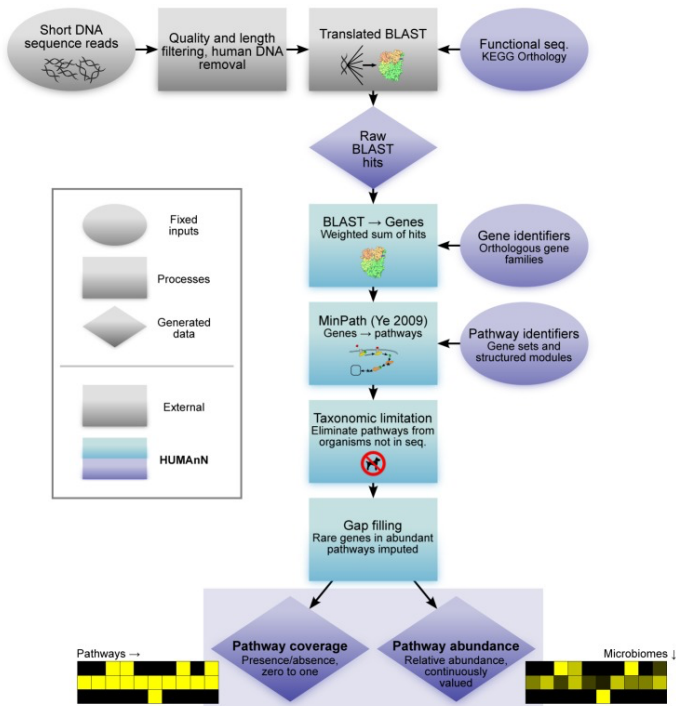 Short DNA
sequence reads
Quality and length
filtering, human DNA
removal
Translated BLAST
Functional seq.
KEGG Orthology
Raw
BLAST
hits
BLAST → Genes
Weighted sum of hits
Gene identifiers
Orthologous gene
families
MinPath (Ye 2009)
Genes → pathways
Pathway identifiers
Gene sets and
structured modules
Taxonomic limitation
Eliminate pathways from
organisms not in seq.
Gap filling
Rare genes in abundant
pathways imputed
Fixed
inputs
Processes
Generated
data
External
HUMAnN
Pathways →
Pathway coverage
Presence/absence,
zero to one
Pathway abundance
Relative abundance,
continuously
valued
Microbiomes ↓